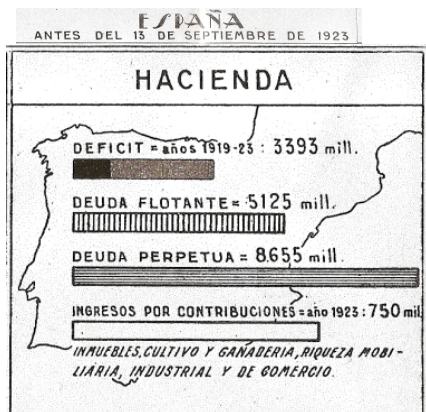 ESPAÑA
ANTES DEL 13 DE SEPTIEMBRE DE 1923
HACIENDA
DEFICIT = años 1919-23 : 3393 mill.
DEUDA FLOTANTE = 5125 mill.
DEUDA PERPETUA = 8.655 mill.
INGRESOS POR CONTRIBUCIONES = año 1923 : 750 mill
INMUEBLES, CULTIVO Y GANADERIA, RIQUEZA MOBI-
LIARIA, INDUSTRIAL Y DE COMERCIO.